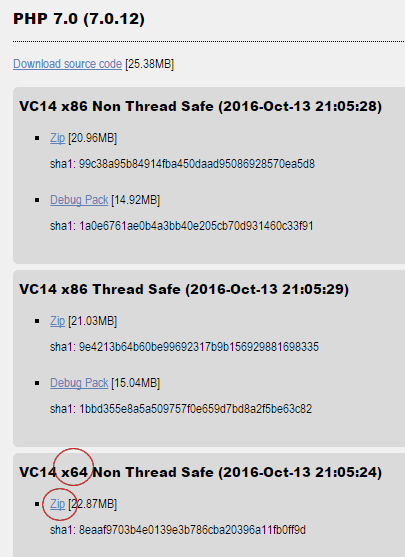 PHP 7.0 (7.0.12)
Download source code [25.38MB]
VC14 x86 Non Thread Safe (2016-Oct-13 21:05:28)
Zip [20.96MB]
sha1: 99c38a95b84914fba450daad95086928570ea5d8
Debug Pack [14.92MB]
sha1: 1a0e6761ae0b4a3bb40e205cb70d931460c33f91
VC14 x86 Thread Safe (2016-Oct-13 21:05:29)
Zip [21.03MB]
sha1: 9e4213b64b60be99692317b9b156929881698335
Debug Pack [15.04MB]
sha1: 1bbd355e8a5a509757f0e659d7bd8a2f5be63c82
VC14 x64 Non Thread Safe (2016-Oct-13 21:05:24)
Zip [22.87MB]
sha1: 8eaaf9703b4e0139e3b786cba20396a11fb0ff9d